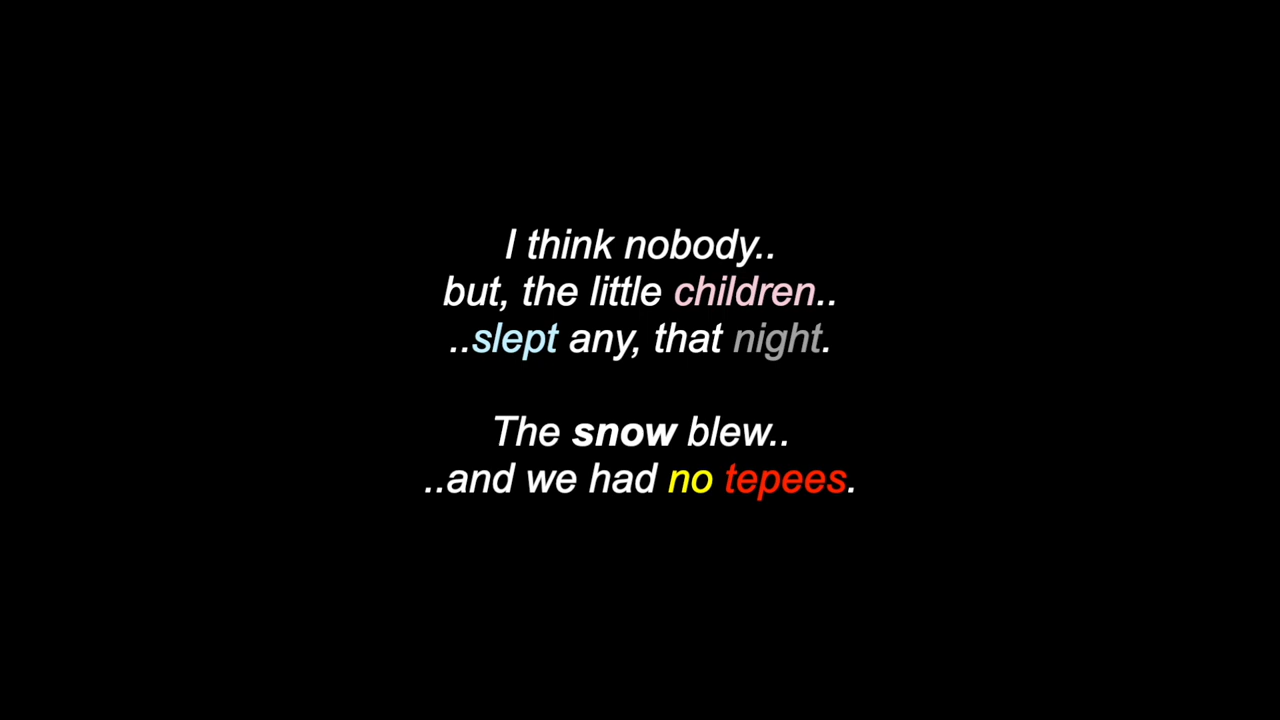 I think nobody..
but, the little children..
..slept any, that night.
The snow blew..
..and we had no tepees.